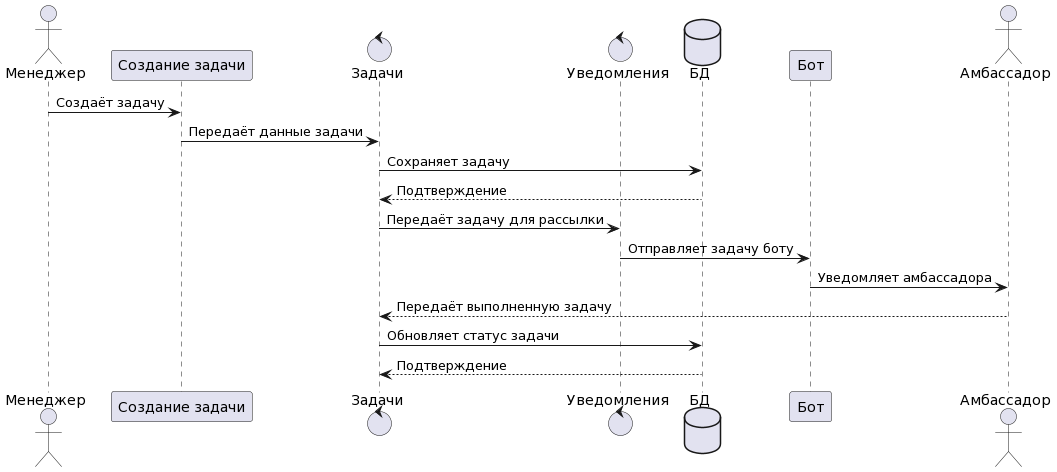 Менеджер
Создание задачи
Задачи
Уведомления
БД
Бот
Амбассадор
Создаёт задачу
Передаёт данные задачи
Сохраняет задачу
Подтверждение
Передаёт задачу для рассылки
Отправляет задачу боту
Уведомляет амбассадора
Передаёт выполненную задачу
Обновляет статус задачи
Подтверждение
Менеджер
Создание задачи
Задачи
Уведомления
БД
Бот
Амбассадор